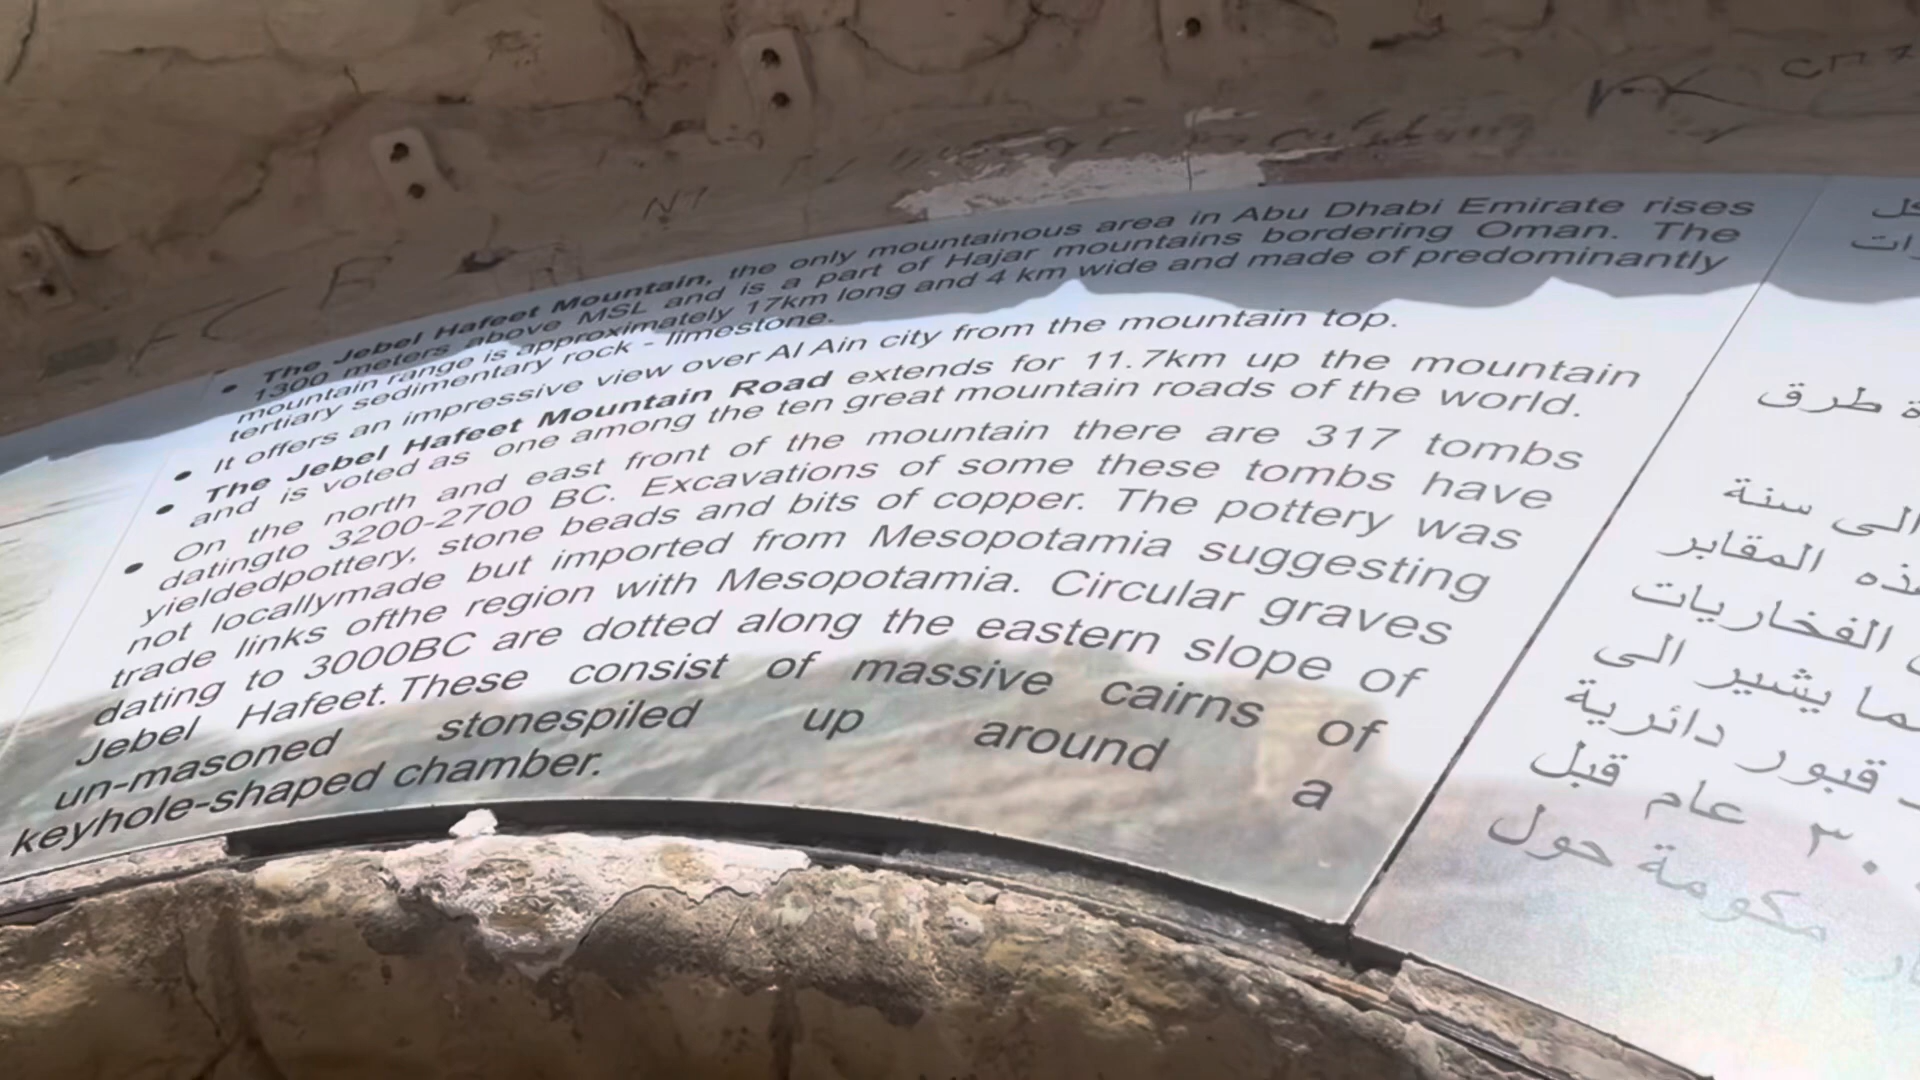 • The Jebel Hafeet Mountain, the only mountainous area in Abu Dhabi Emirate rises
1300 meters above MSL and is a part of Hajar mountains bordering Oman. The
mountain range is approximately 17km long and 4 km wide and made of predominantly
tertiary sedimentary rock - limestone.
• It offers an impressive view over Al Ain city from the mountain top.
• The Jebel Hafeet Mountain Road extends for 11.7km up the mountain
and is voted as one among the ten great mountain roads of the world.
• On the north and east front of the mountain there are 317 tombs
datingto 3200-2700 BC. Excavations of some these tombs have
yieldedpottery, stone beads and bits of copper. The pottery was
not locallymade but imported from Mesopotamia suggesting
trade links ofthe region with Mesopotamia. Circular graves
dating to 3000BC are dotted along the eastern slope of
Jebel Hafeet. These consist of massive cairns of
un-masoned stonespiled up around a
keyhole-shaped chamber.
طرق
الى سنة
المقابر
الفخاريات
يشير الى
قبور دائرية
عام قبل
مكومة حول